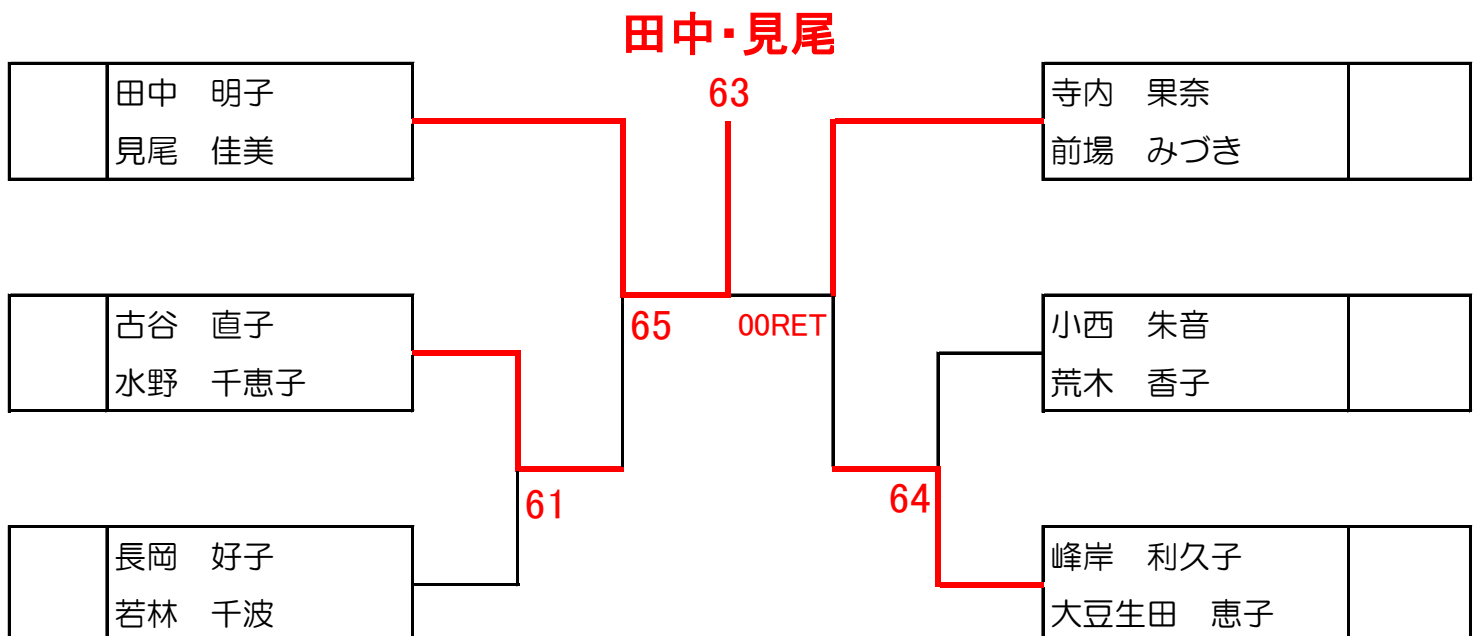 田中・見尾
63
田中　明子
見尾　佳美
寺内　果奈
前場　みづき
古谷　直子
水野　千恵子
65
00RET
小西　朱音
荒木　香子
61
64
長岡　好子
若林　千波
峰岸　利久子
大豆生田　恵子